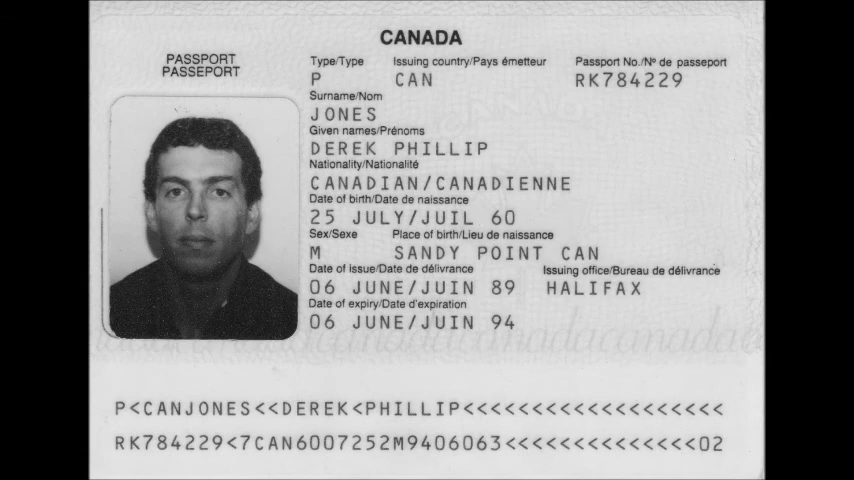 CANADA
PASSPORT
PASSEPORT
Type/Type Issuing country/Pays émetteur Passport No./Nº de passeport
P CAN RK784229
Surname/Nom
JONES
Given names/Prénoms
DEREK PHILLIP
Nationality/Nationalité
CANADIAN/CANADIENNE
Date of birth/Date de naissance
25 JULY/JUIL 60
Sex/Sexe Place of birth/Lieu de naissance
M SANDY POINT CAN
Date of issue/Date de délivrance Issuing office/Bureau de délivrance
06 JUNE/JUIN 89 HALIFAX
Date of expiry/Date d'expiration
06 JUNE/JUIN 94
canadacanadacanadacanada
P<CANJONES<<DEREK<PHILLIP<<<<<<<<<<<<<<<<<<<
RK784229<7CAN6007252M9406063<<<<<<<<<<<<<<02